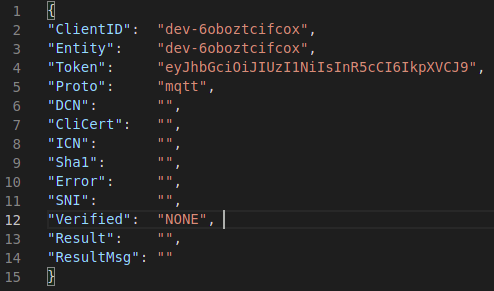 1 {
2 "ClientID": "dev-6oboztcifcox",
3 "Entity": "dev-6oboztcifcox",
4 "Token": "eyJhbGciOiJIUzI1NiIsInR5cCI6IkpXVCJ9",
5 "Proto": "mqtt",
6 "DCN": "",
7 "CliCert": "",
8 "ICN": "",
9 "Sha1": "",
10 "Error": "",
11 "SNI": "",
12 "Verified": "NONE",
13 "Result": "",
14 "ResultMsg": ""
15 }